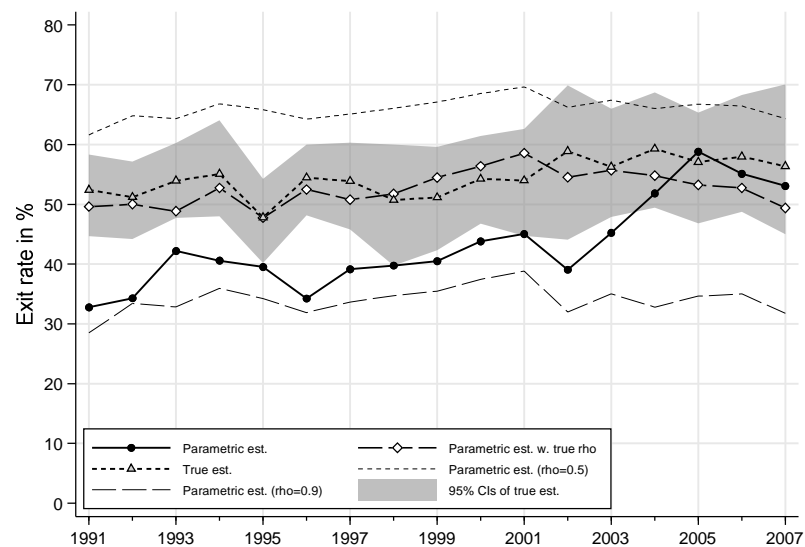 80
70
60
50
40
30
20
10
0
Exit rate in %
Parametric est.
Parametric est. w. true rho
True est.
Parametric est. (rho=0.5)
Parametric est. (rho=0.9)
95% CIs of true est.
1991 1993 1995 1997 1999 2001 2003 2005 2007